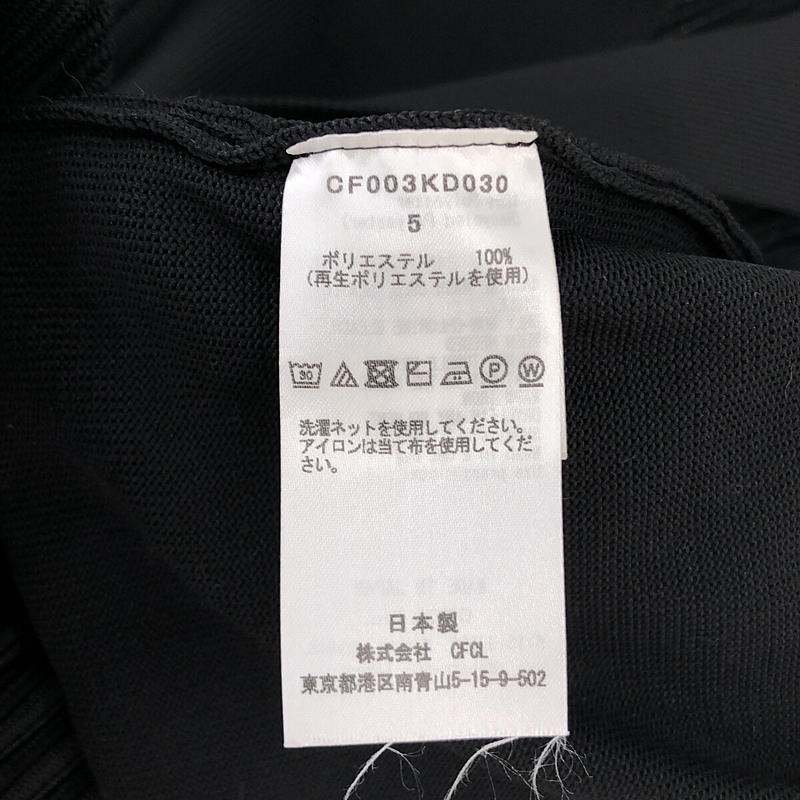 CF003KD030
5
ポリエステル 100%
(再生ポリエステルを使用)
30 P W
洗濯ネットを使用してください。
アイロンは当て布を使用してくだ
さい。
日本製
株式会社 CFCL
東京都港区南青山5-15-9-502